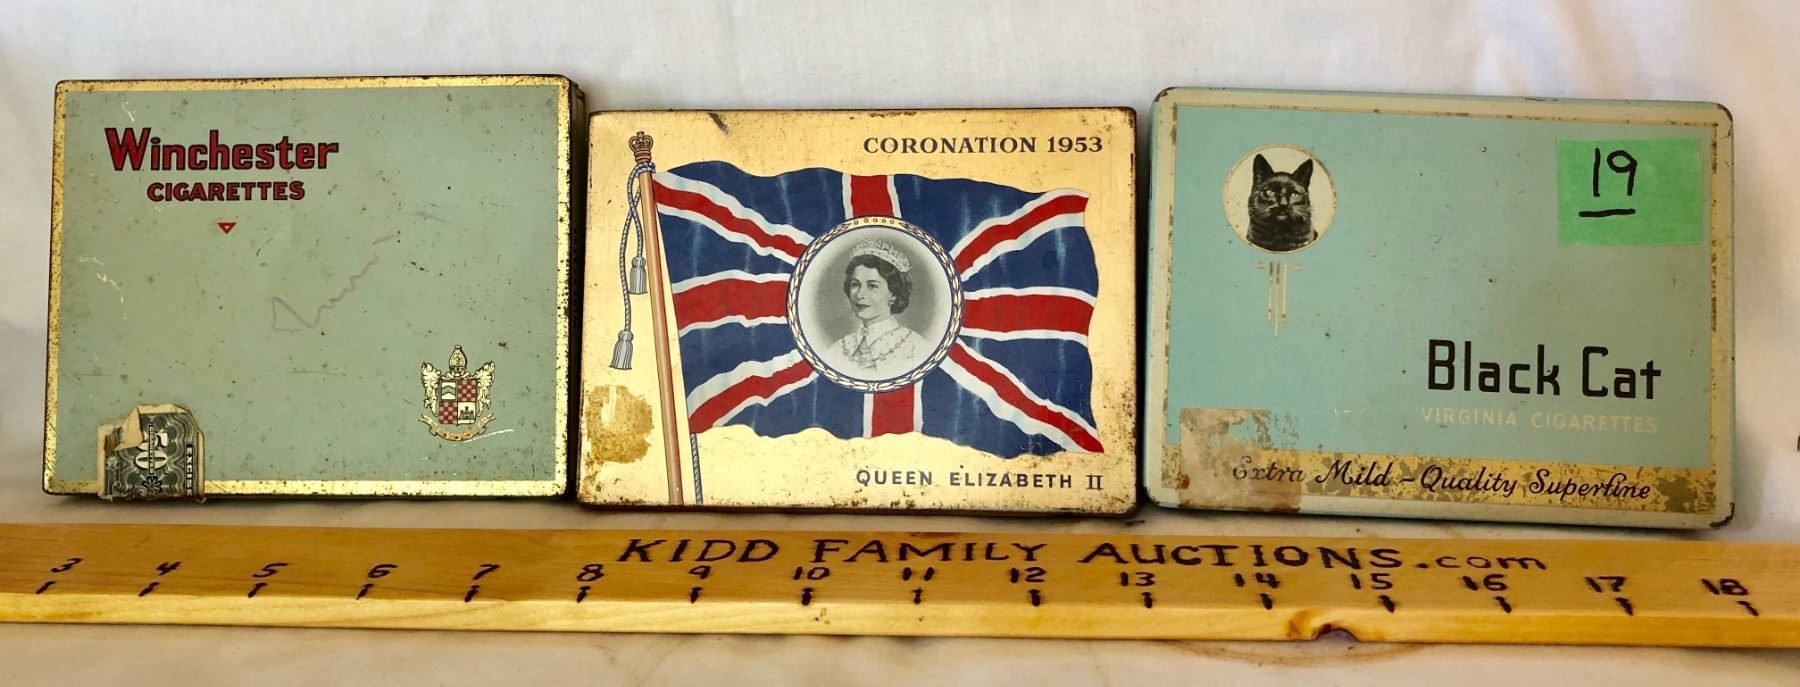 Winchester
CIGARETTES
CORONATION 1953
QUEEN ELIZABETH II
19
Black Cat
VIRGINIA CIGARETTES
Extra Mild - Quality Superfine
KIDD FAMILY AUCTIONS.com
3 4 5 6 7 8 9 10 11 12 13 14 15 16 17 18